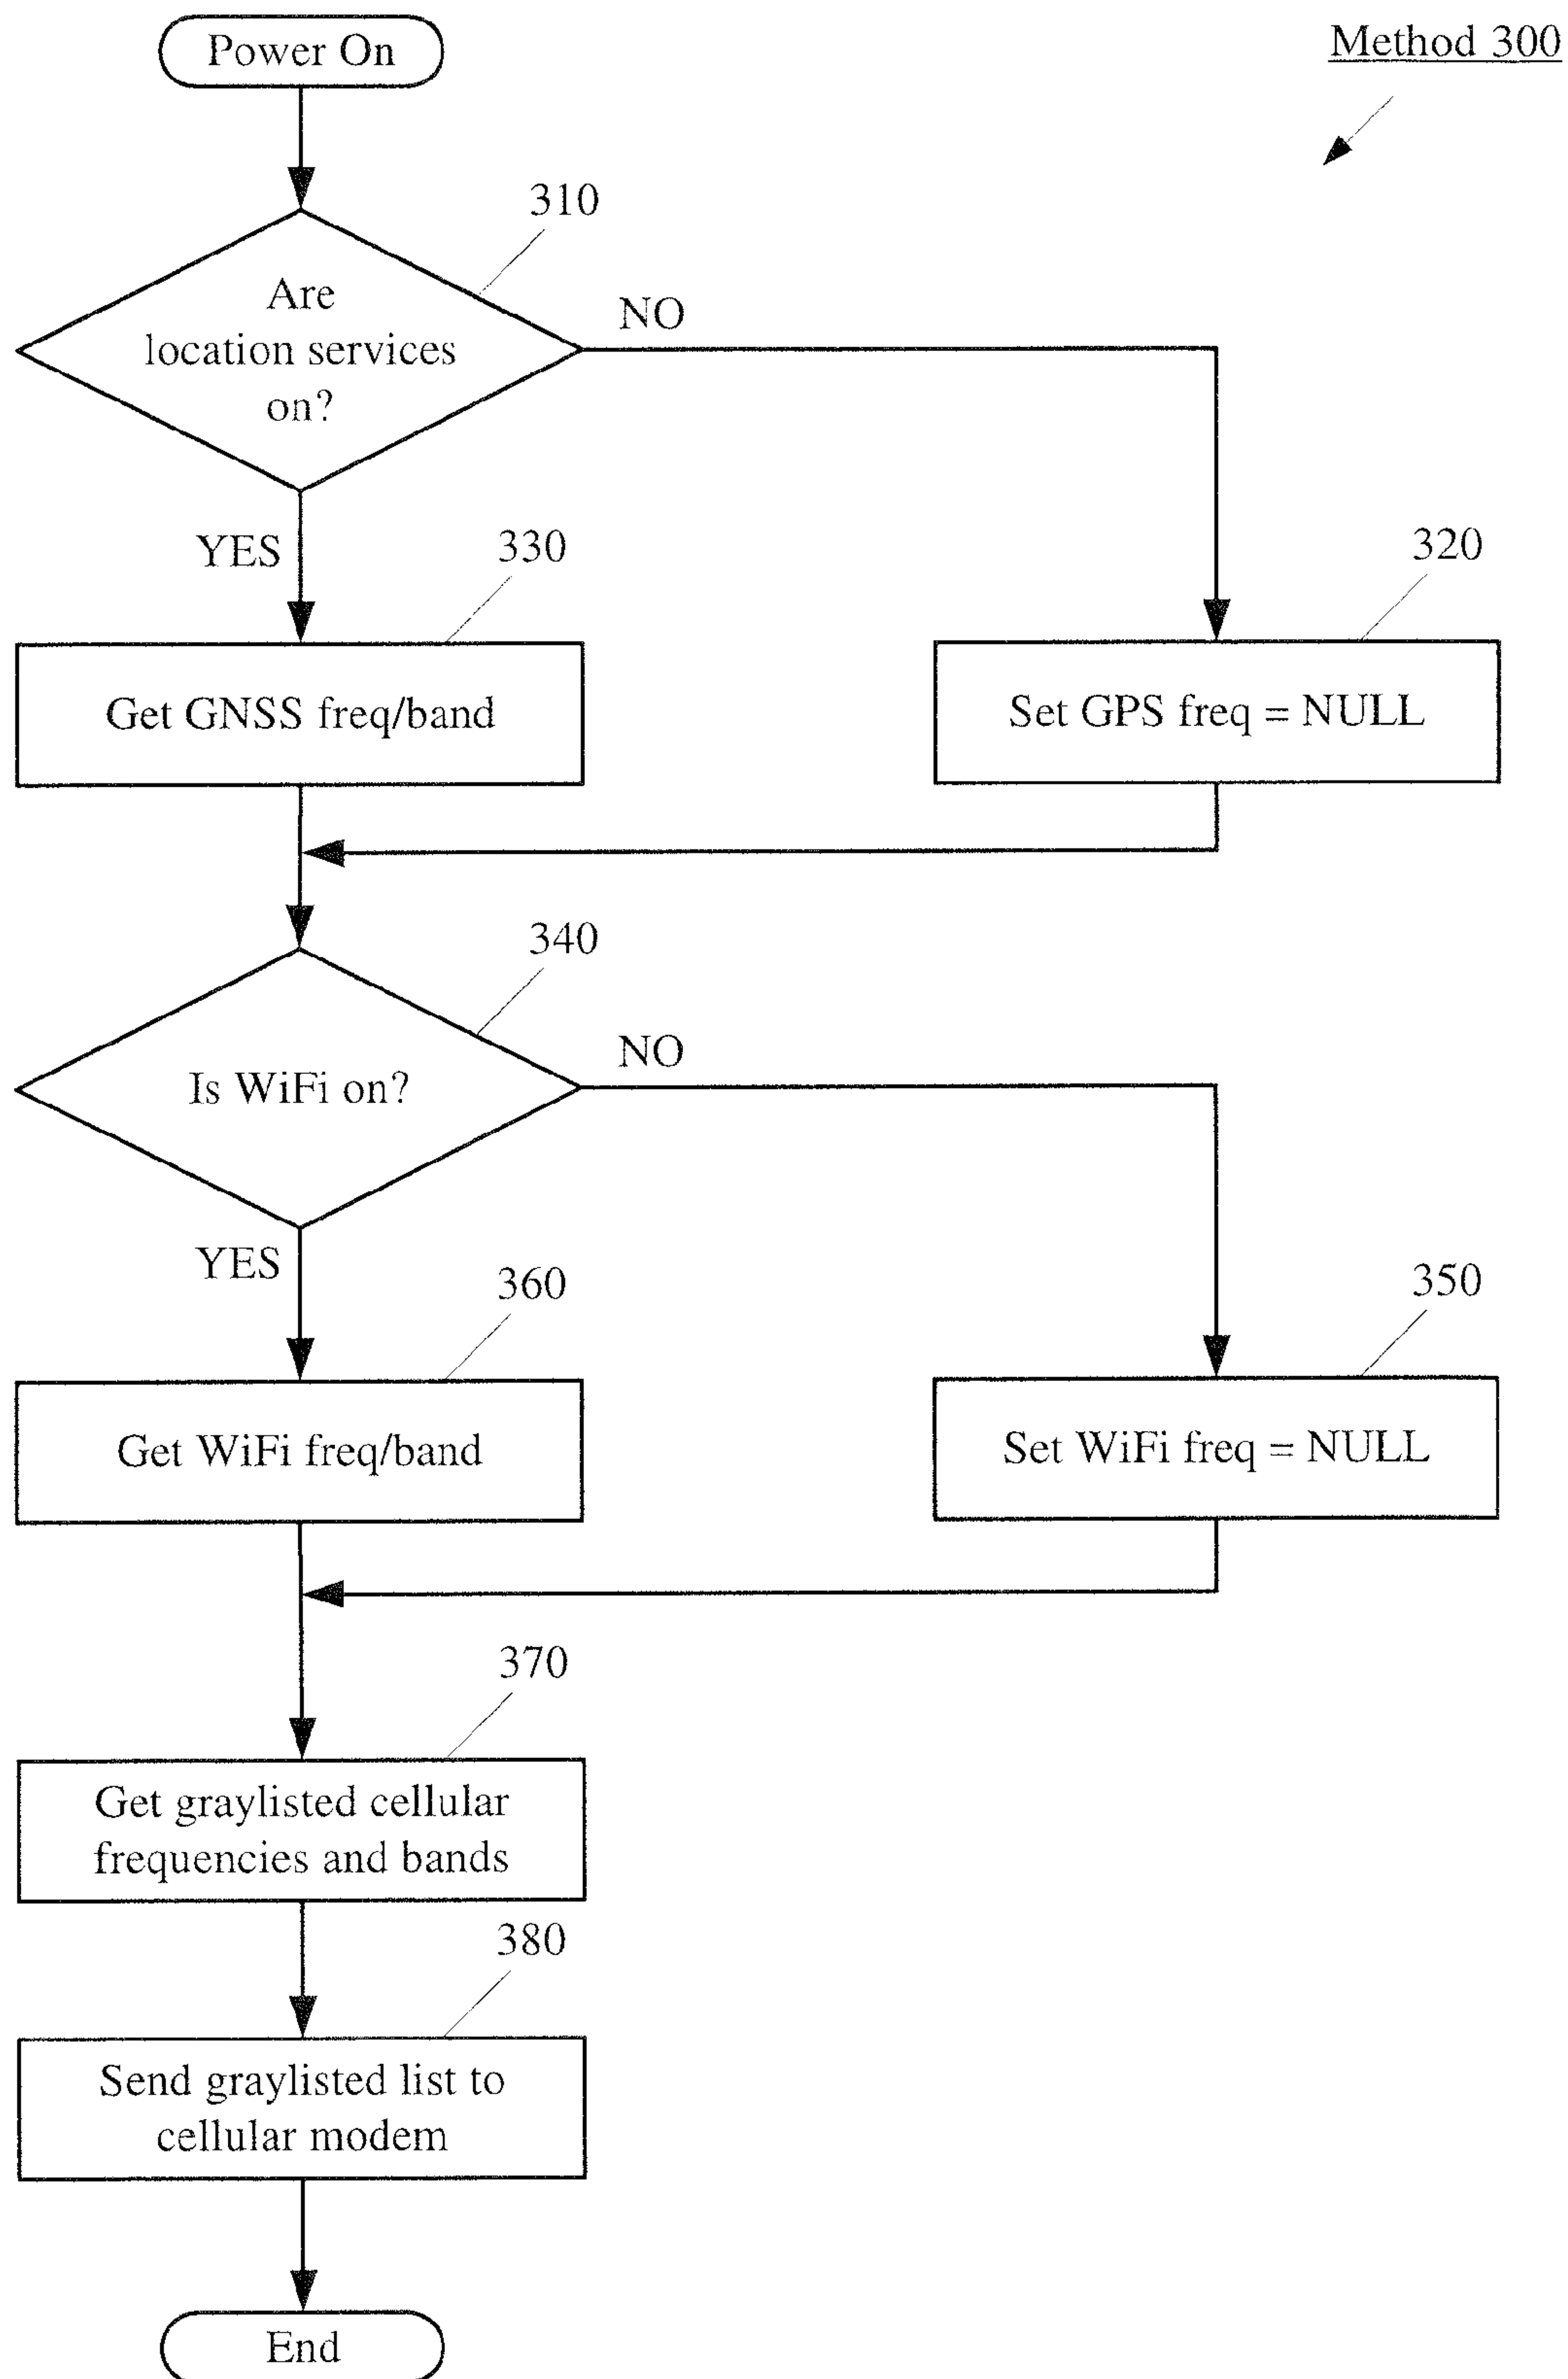 Power On
Method 300
310
Are
location services
on?
NO
YES
330
320
Get GNSS freq/band
Set GPS freq = NULL
340
Is WiFi on?
NO
YES
360
350
Get WiFi freq/band
Set WiFi freq = NULL
370
Get graylisted cellular
frequencies and bands
380
Send graylisted list to
cellular modem
End